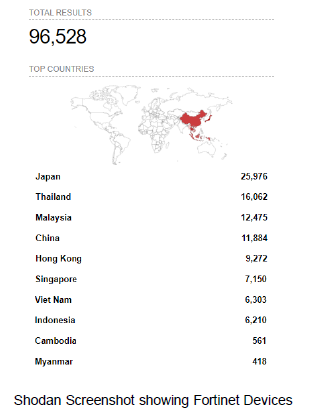 TOTAL RESULTS
96,528
TOP COUNTRIES
Japan 25,976
Thailand 16,062
Malaysia 12,475
China 11,884
Hong Kong 9,272
Singapore 7,150
Viet Nam 6,303
Indonesia 6,210
Cambodia 561
Myanmar 418
Shodan Screenshot showing Fortinet Devices